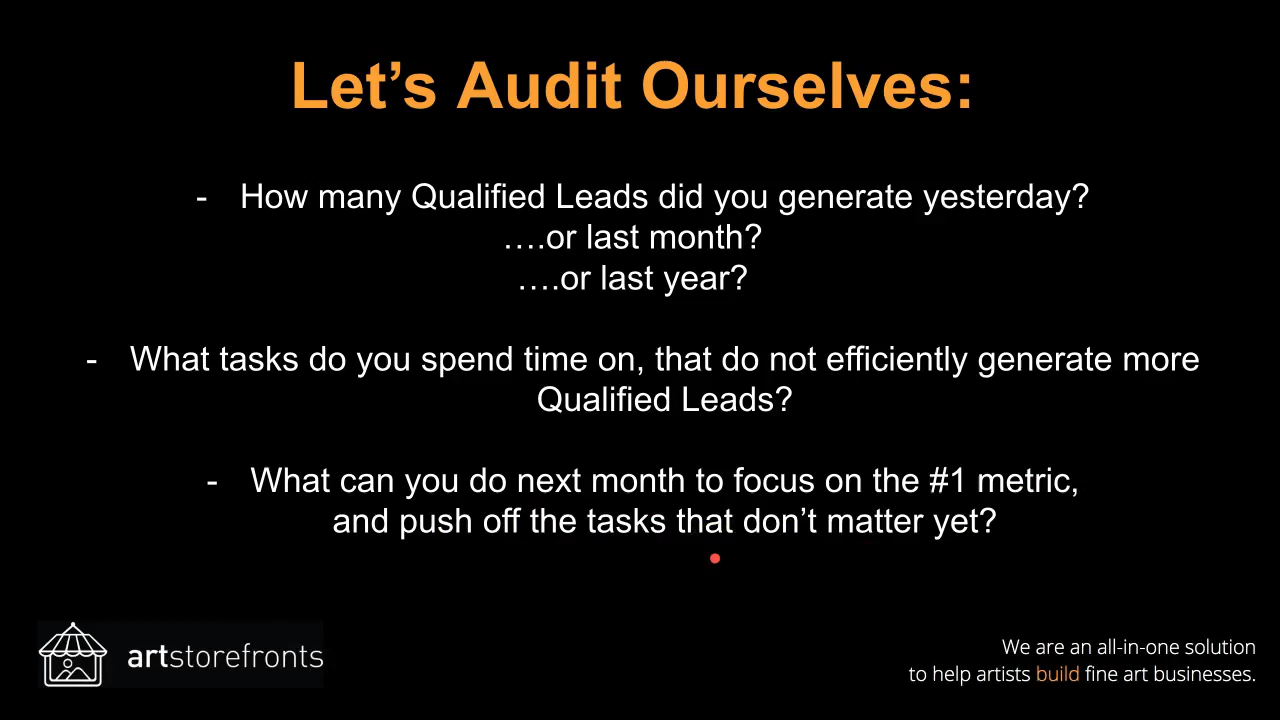 Let’s Audit Ourselves:
- How many Qualified Leads did you generate yesterday?
….or last month?
….or last year?
- What tasks do you spend time on, that do not efficiently generate more
Qualified Leads?
- What can you do next month to focus on the #1 metric,
and push off the tasks that don’t matter yet?
artstorefronts
We are an all-in-one solution
to help artists build fine art businesses.